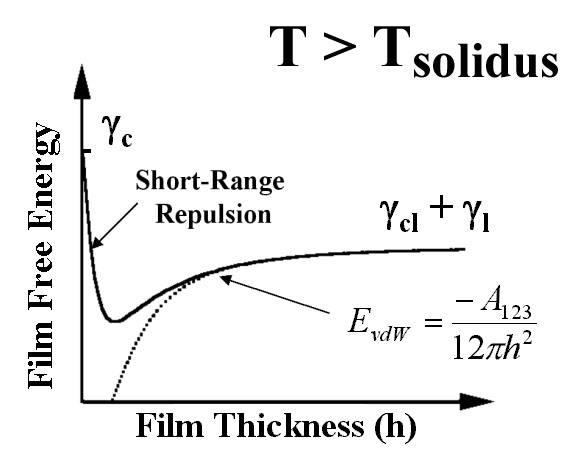 T > Tsolidus
γc
Short-Range
Repulsion
γcl + γl
EvdW = −A123 / 12πh²
Film Free Energy
Film Thickness (h)